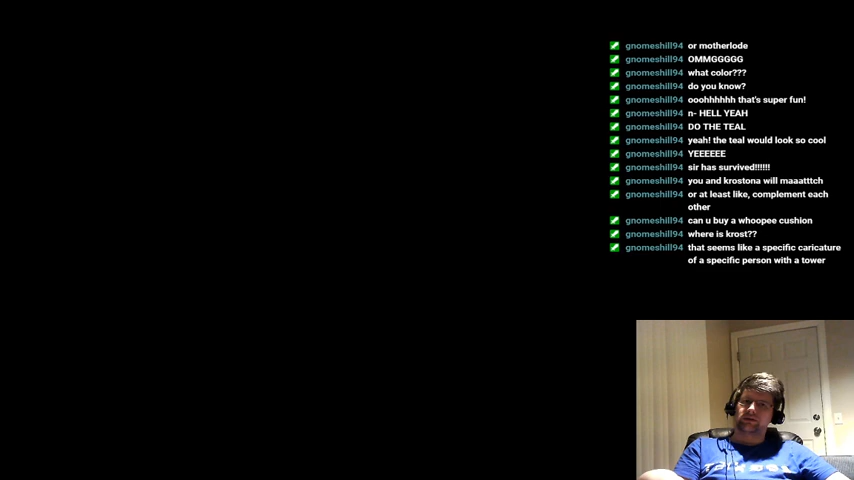 gnomeshill94 or motherlode
gnomeshill94 OMMGGGGG
gnomeshill94 what color???
gnomeshill94 do you know?
gnomeshill94 ooohhhhhh that's super fun!
gnomeshill94 n- HELL YEAH
gnomeshill94 DO THE TEAL
gnomeshill94 yeah! the teal would look so cool
gnomeshill94 YEEEEEE
gnomeshill94 sir has survived!!!!!!
gnomeshill94 you and krostona will maaatttch
gnomeshill94 or at least like, complement each
other
gnomeshill94 can u buy a whoopee cushion
gnomeshill94 where is krost??
gnomeshill94 that seems like a specific caricature
of a specific person with a tower